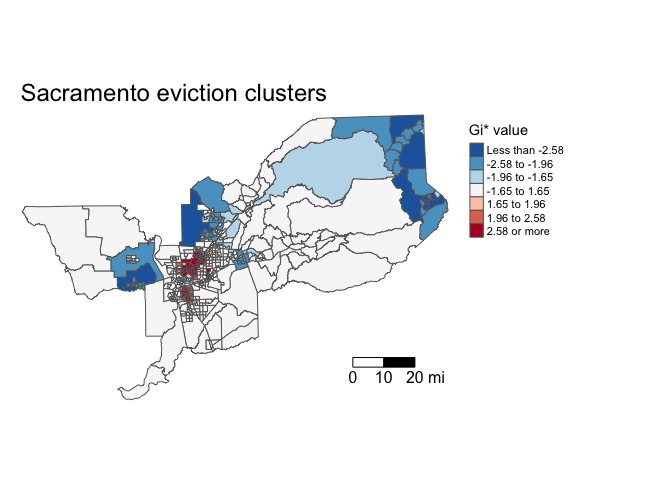 Sacramento eviction clusters
Gi* value
Less than -2.58
-2.58 to -1.96
-1.96 to -1.65
-1.65 to 1.65
1.65 to 1.96
1.96 to 2.58
2.58 or more
0 10 20 mi